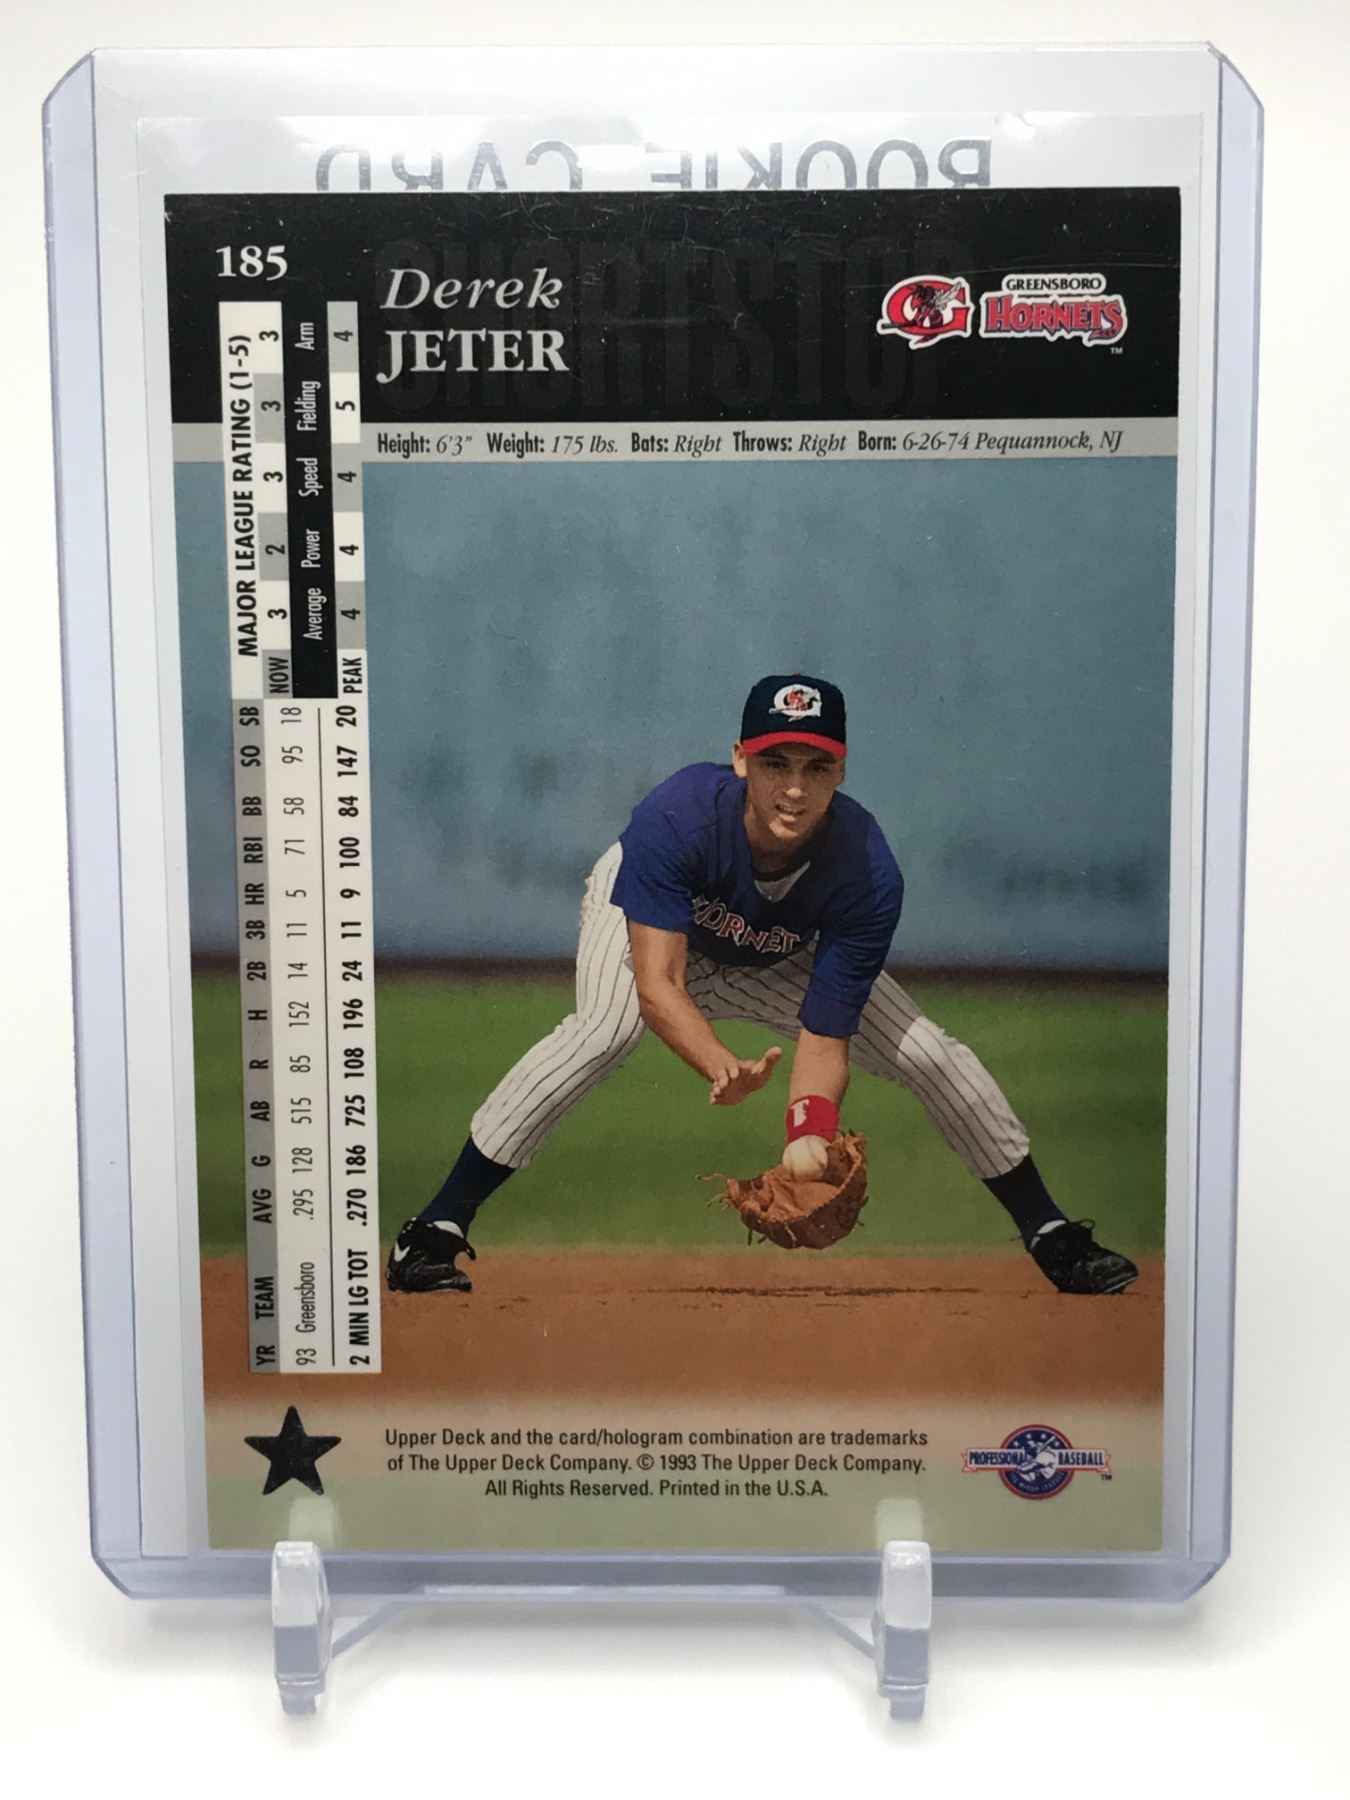 ROOKIE CARD
185
Derek
JETER
SHORTSTOP
GREENSBORO
HORNETS
TM
Height: 6'3" Weight: 175 lbs. Bats: Right Throws: Right Born: 6-26-74 Pequannock, NJ
MAJOR LEAGUE RATING (1-5)
NOW 3 2 3 3 3
Average Power Speed Fielding Arm
PEAK 4 4 4 5 4
YR TEAM AVG G AB R H 2B 3B HR RBI BB SO SB
93 Greensboro .295 128 515 85 152 14 11 5 71 58 95 18
2 MIN LG TOT .270 186 725 108 196 24 11 9 100 84 147 20
HORNET
Upper Deck and the card/hologram combination are trademarks
of The Upper Deck Company. © 1993 The Upper Deck Company.
All Rights Reserved. Printed in the U.S.A.
PROFESSIONAL BASEBALL
TM